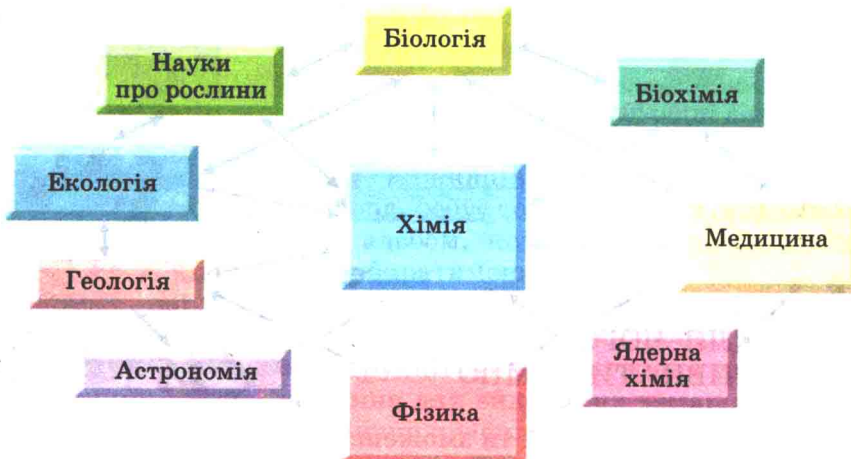 Біологія
Науки
про рослини
Біохімія
Екологія
Хімія
Медицина
Геологія
Астрономія
Ядерна
хімія
Фізика